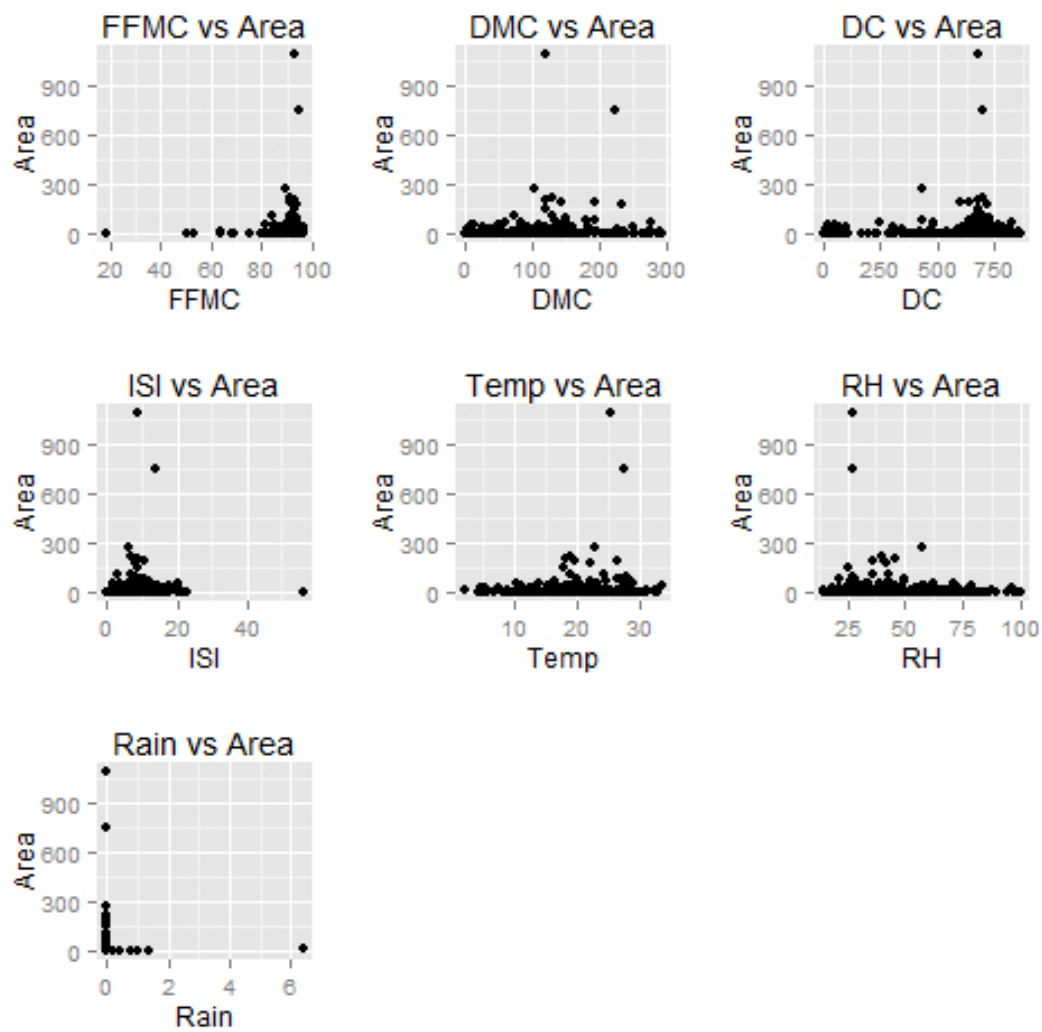 FFMC vs Area
Area
900
600
300
0
20 40 60 80 100
FFMC
DMC vs Area
Area
900
600
300
0
0 100 200 300
DMC
DC vs Area
Area
900
600
300
0
0 250 500 750
DC
ISI vs Area
Area
900
600
300
0
0 20 40
ISI
Temp vs Area
Area
900
600
300
0
10 20 30
Temp
RH vs Area
Area
900
600
300
0
25 50 75 100
RH
Rain vs Area
Area
900
600
300
0
0 2 4 6
Rain